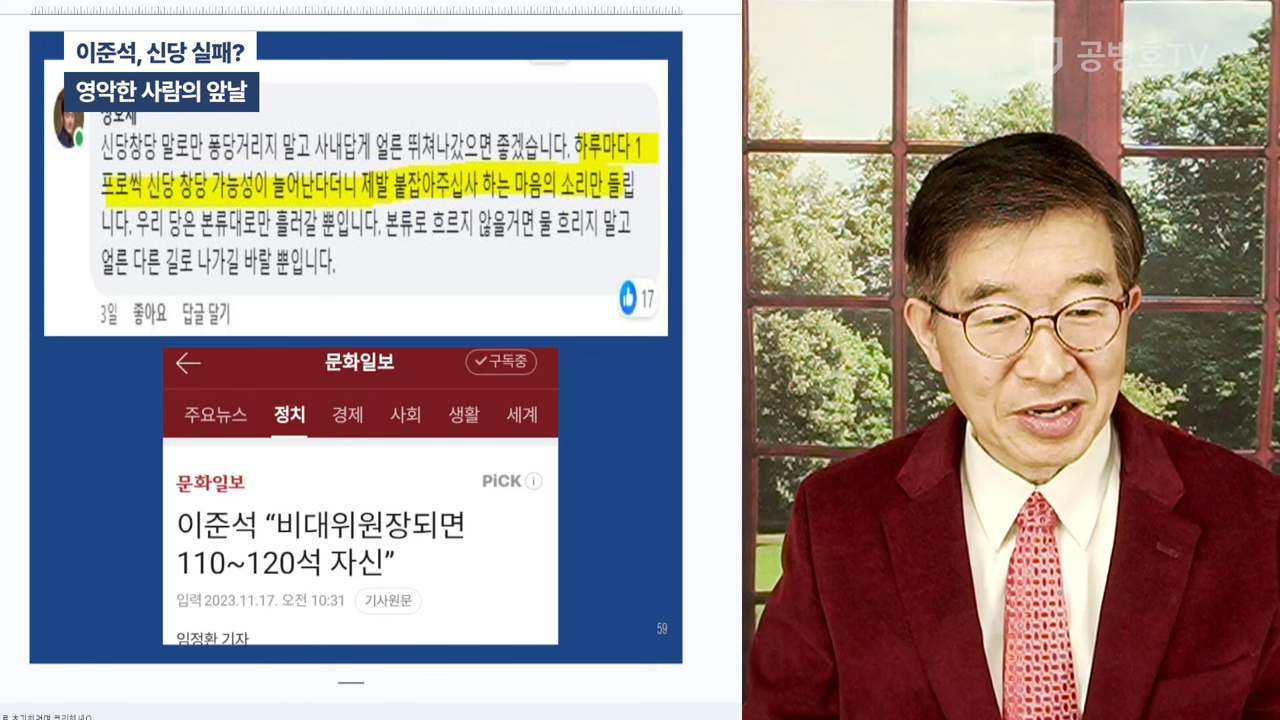 이준석, 신당 실패?
영악한 사람의 앞날
공병호TV
신당창당 말로만 퐁당거리지 말고 사내답게 얼른 뛰쳐나갔으면 좋겠습니다. 하루마다 1
프로씩 신당 창당 가능성이 늘어난다더니 제발 붙잡아주십사 하는 마음의 소리만 들립
니다. 우리 당은 본류대로만 흘러갈 뿐입니다. 본류로 흐르지 않을거면 물 흐리지 말고
얼른 다른 길로 나가길 바랄 뿐입니다.
3일 좋아요 답글 달기
17
문화일보
구독중
주요뉴스 정치 경제 사회 생활 세계
문화일보
PiCK
이준석 “비대위원장되면
110~120석 자신”
입력 2023.11.17. 오전 10:31 기사원문
임정환 기자
59